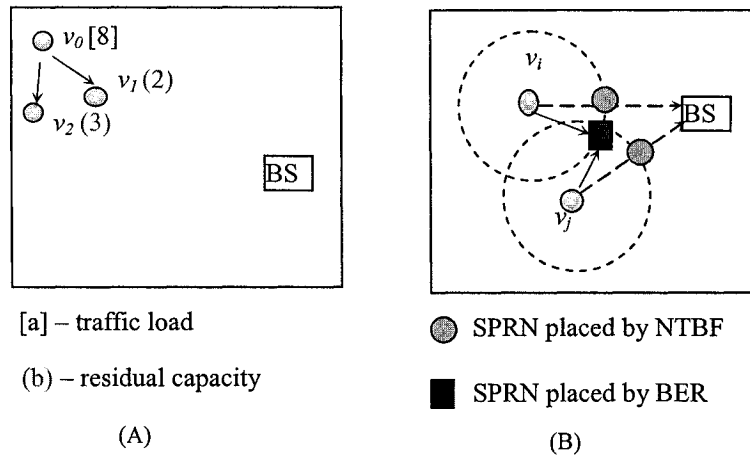 v0 [8]
v1 (2)
v2 (3)
BS
[a] – traffic load
(b) – residual capacity
(A)
vi
BS
vj
SPRN placed by NTBF
SPRN placed by BER
(B)